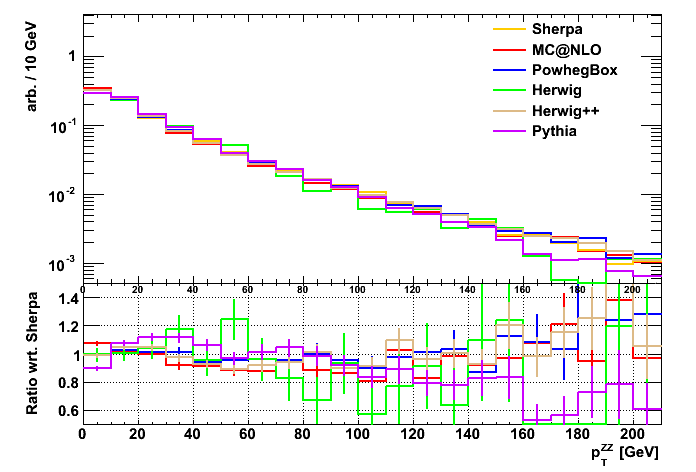 arb. / 10 GeV
1
10^-1
10^-2
10^-3
Sherpa
MC@NLO
PowhegBox
Herwig
Herwig++
Pythia
0 20 40 60 80 100 120 140 160 180 200
Ratio wrt. Sherpa
1.4
1.2
1
0.8
0.6
0 20 40 60 80 100 120 140 160 180 200
p_T^ZZ [GeV]